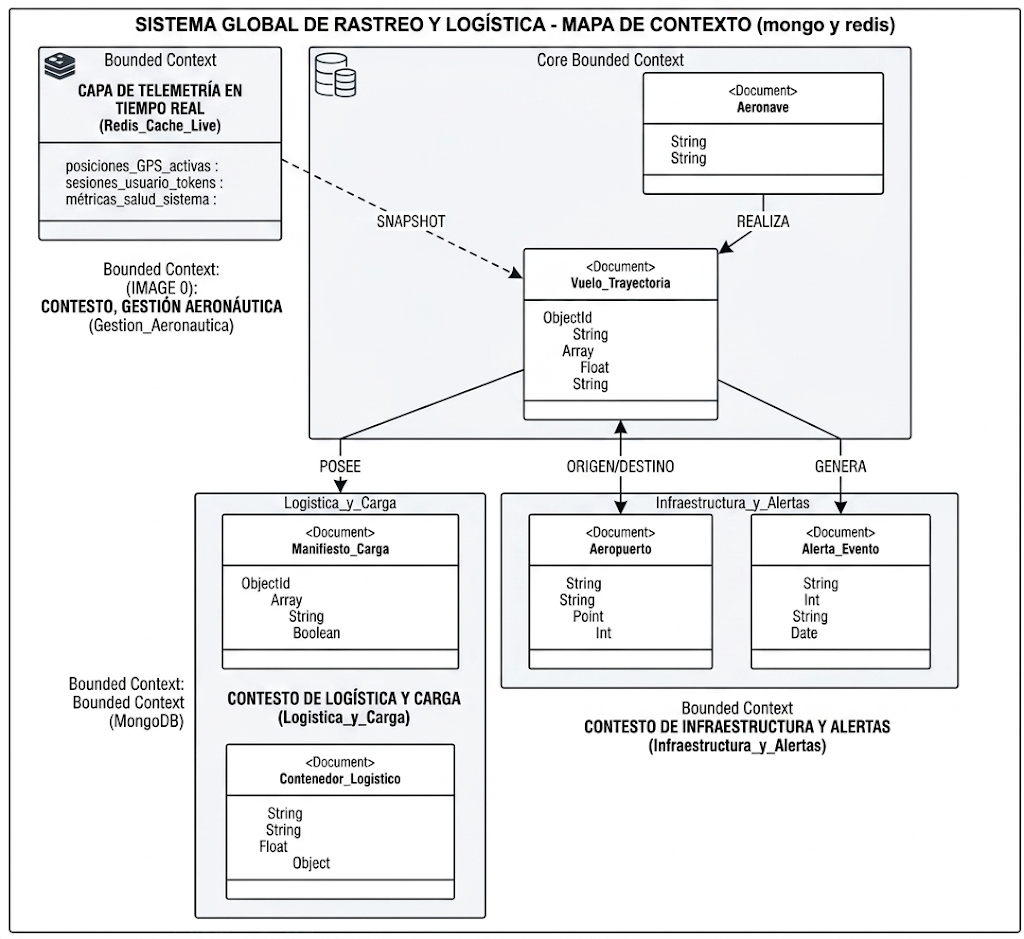 SISTEMA GLOBAL DE RASTREO Y LOGÍSTICA - MAPA DE CONTEXTO (mongo y redis)
Bounded Context
CAPA DE TELEMETRÍA EN
TIEMPO REAL
(Redis_Cache_Live)
posiciones_GPS_activas :
sesiones_usuario_tokens :
métricas_salud_sistema :
Bounded Context:
(IMAGE 0):
CONTESTO, GESTIÓN AERONÁUTICA
(Gestion_Aeronautica)
Core Bounded Context
<Document>
Aeronave
String
String
SNAPSHOT
REALIZA
<Document>
Vuelo_Trayectoria
ObjectId
String
Array
Float
String
POSEE
ORIGEN/DESTINO
GENERA
Logistica_y_Carga
<Document>
Manifiesto_Carga
ObjectId
Array
String
Boolean
Bounded Context:
Bounded Context
(MongoDB)
CONTESTO DE LOGÍSTICA Y CARGA
(Logistica_y_Carga)
<Document>
Contenedor_Logistico
String
String
Float
Object
Infraestructura_y_Alertas
<Document>
Aeropuerto
String
String
Point
Int
<Document>
Alerta_Evento
String
Int
String
Date
Bounded Context
CONTESTO DE INFRAESTRUCTURA Y ALERTAS
(Infraestructura_y_Alertas)